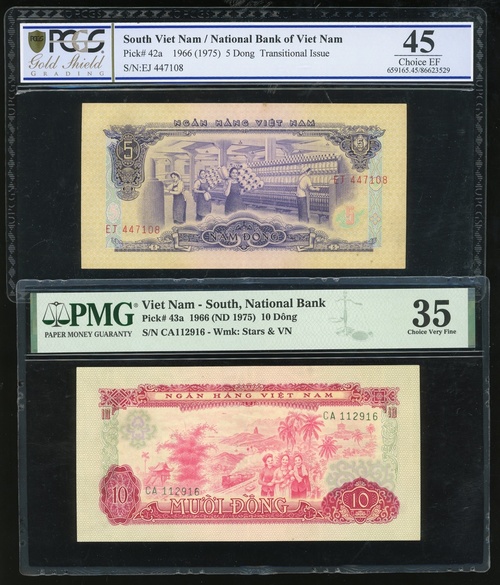 PCGS
Gold Shield
GRADING
South Viet Nam / National Bank of Viet Nam
Pick# 42a 1966 (1975) 5 Dong Transitional Issue
S/N:EJ 447108
45
Choice EF
659165.45/86623529
NGÂN HÀNG VIỆT NAM
5
5
EJ 447108
EJ 447108
NĂM ĐỒNG
PMG
PAPER MONEY GUARANTY
Viet Nam - South, National Bank
Pick# 43a 1966 (ND 1975) 10 Dông
S/N CA112916 - Wmk: Stars & VN
35
Choice Very Fine
NGÂN HÀNG VIỆT NAM
CA 112916
CA 112916
10
MƯỜI ĐỒNG
10